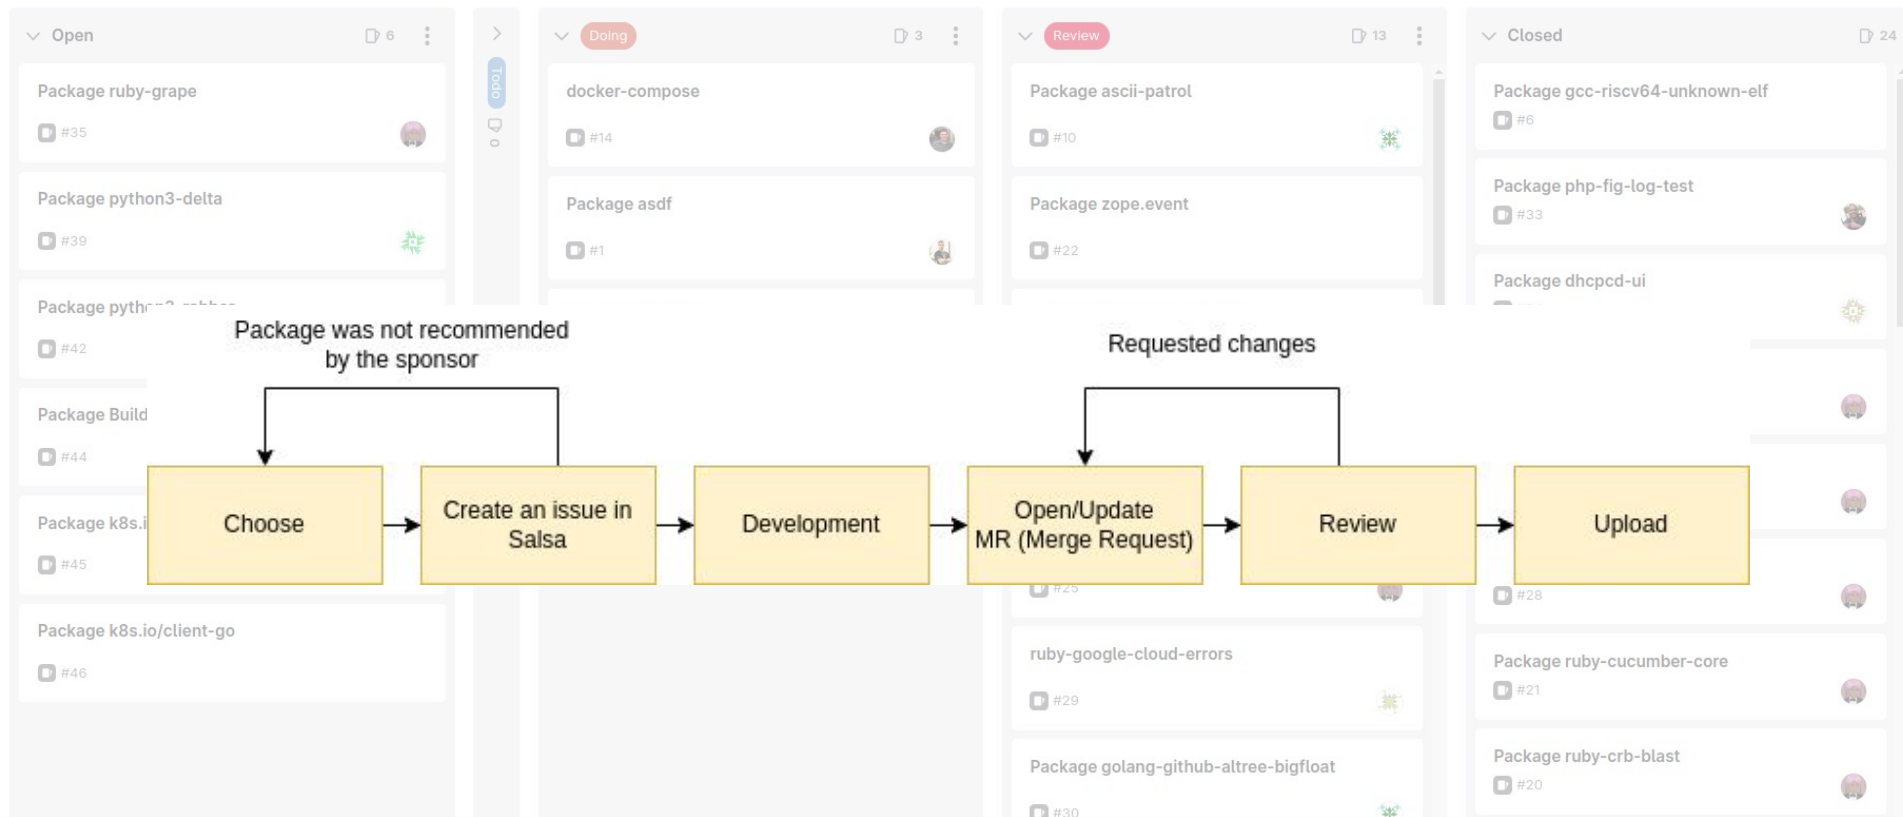 Open
6
Package ruby-grape
#35
Package python3-delta
#39
#42
Package Build
#44
Package k8s.i
#45
Package k8s.io/client-go
#46
Todo
0
Doing
3
docker-compose
#14
Package asdf
#1
Review
13
Package ascii-patrol
#10
Package zope.event
#22
#25
ruby-google-cloud-errors
#29
Package golang-github-altree-bigfloat
#30
Closed
24
Package gcc-riscv64-unknown-elf
#6
Package php-fig-log-test
#33
Package dhcpcd-ui
#28
Package ruby-cucumber-core
#21
Package ruby-crb-blast
#20
Package was not recommended
by the sponsor
Requested changes
Choose
Create an issue in
Salsa
Development
Open/Update
MR (Merge Request)
Review
Upload